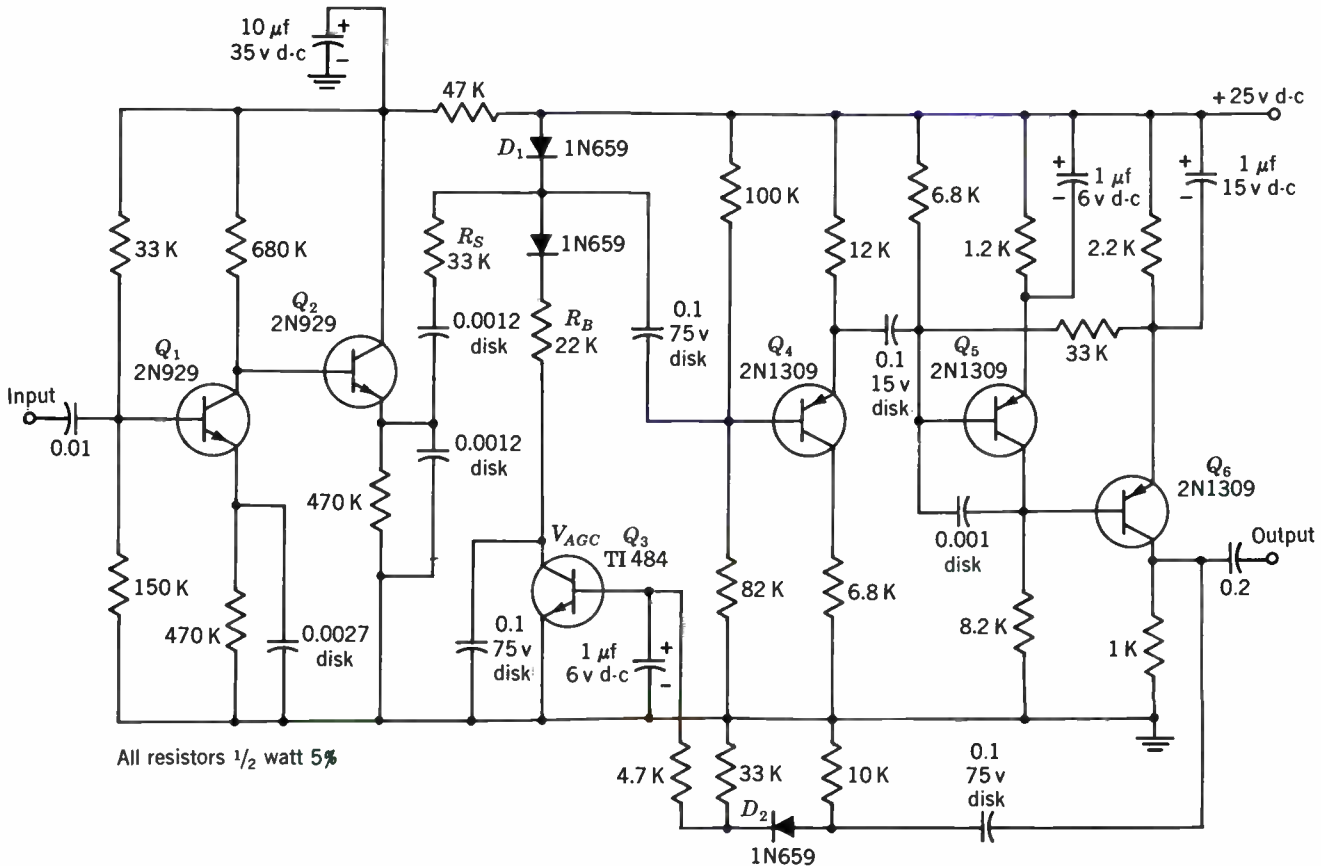 10 μf
35 v d-c
+
−
47 K
+25 v d-c
D1
1N659
33 K
680 K
RS
33 K
1N659
100 K
12 K
6.8 K
1.2 K
+
−
1 μf
6 v d-c
2.2 K
+
−
1 μf
15 v d-c
Q2
2N929
0.0012
disk
RB
22 K
0.1
75 v
disk
33 K
Q1
2N929
Q4
2N1309
0.1
15 v
disk
Q5
2N1309
Input
0.01
0.0012
disk
470 K
Q6
2N1309
VAGC
Q3
TI 484
0.001
disk
Output
0.2
150 K
470 K
0.0027
disk
0.1
75 v
disk
1 μf
6 v d-c
+
−
82 K
6.8 K
8.2 K
1 K
All resistors 1/2 watt 5%
4.7 K
33 K
10 K
0.1
75 v
disk
D2
1N659